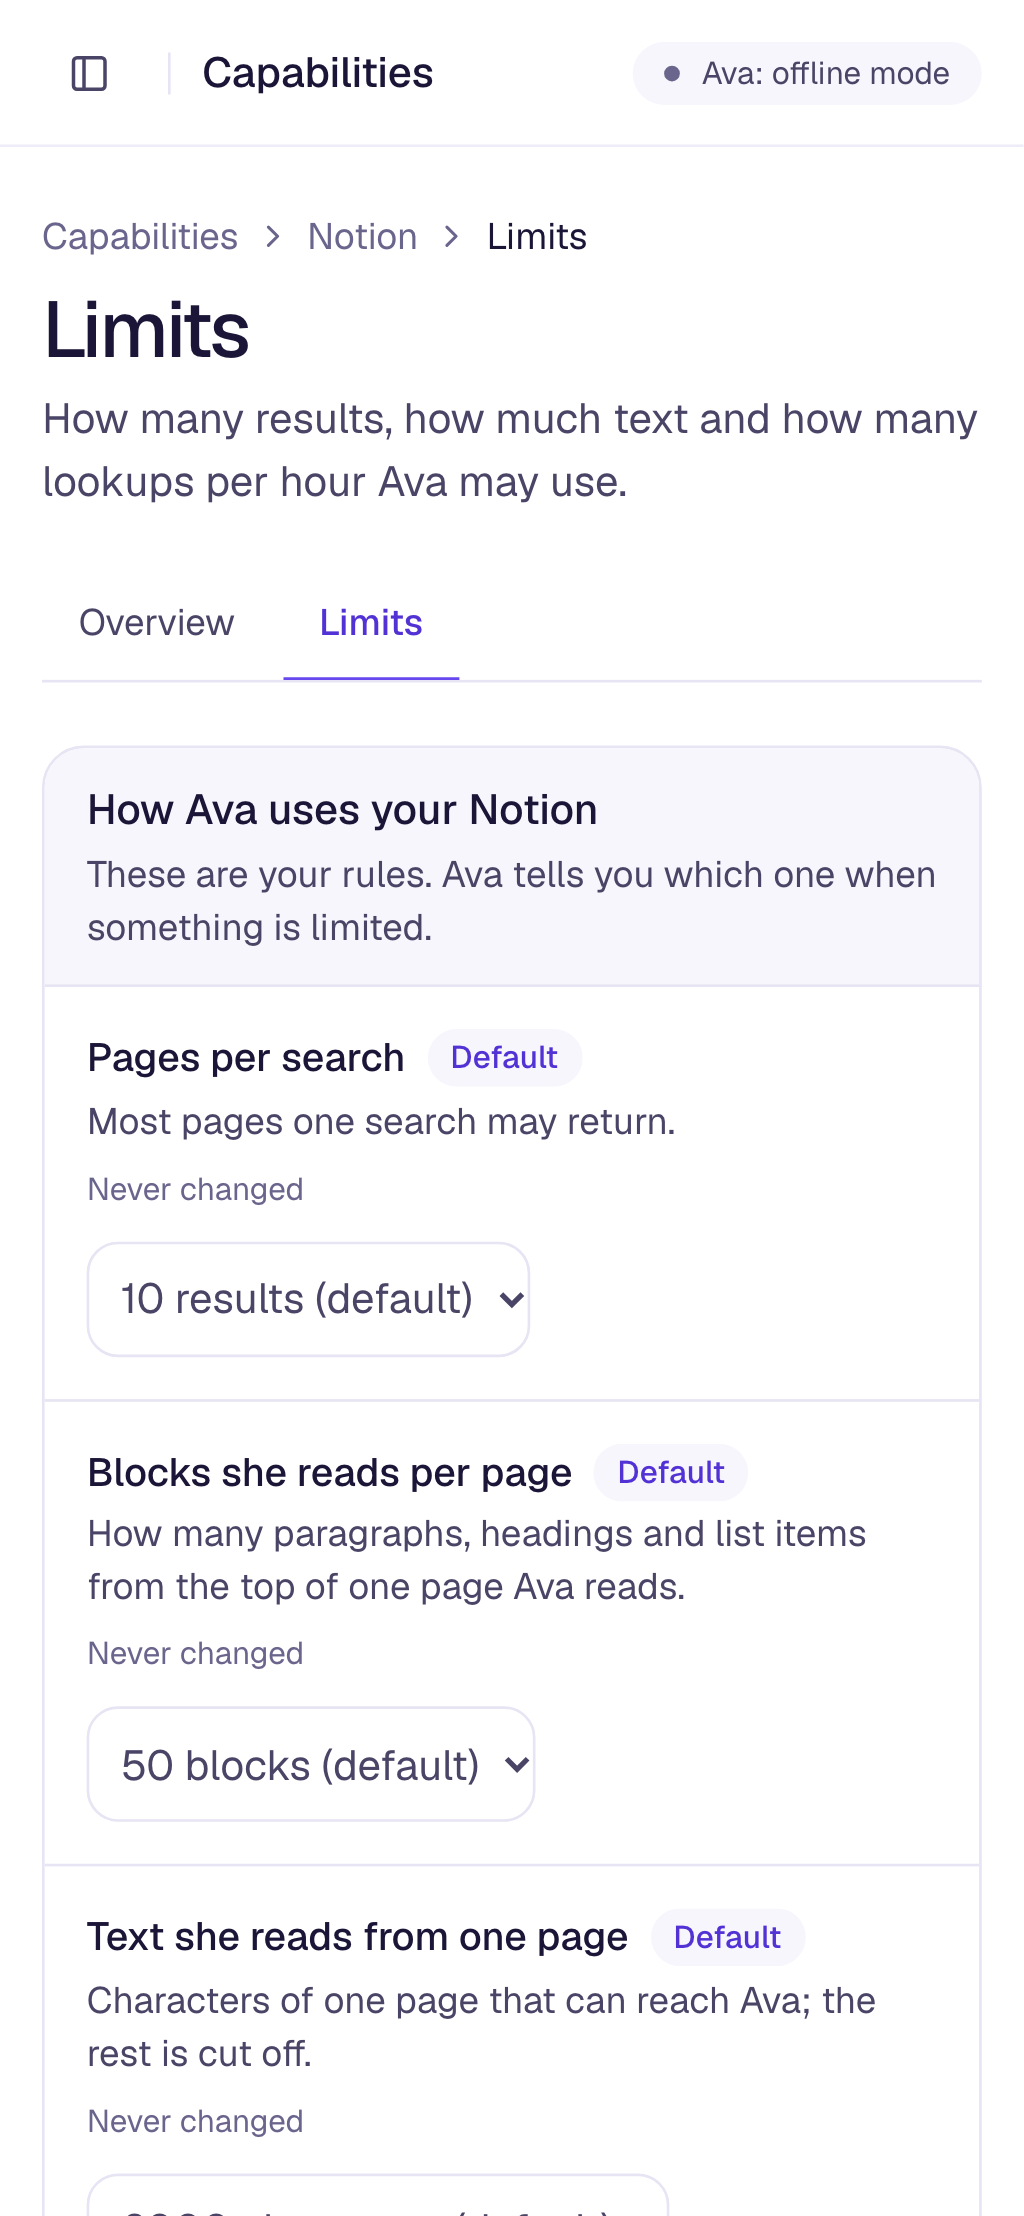 Capabilities
Ava: offline mode
Capabilities > Notion > Limits
Limits
How many results, how much text and how many
lookups per hour Ava may use.
Overview
Limits
How Ava uses your Notion
These are your rules. Ava tells you which one when
something is limited.
Pages per search
Default
Most pages one search may return.
Never changed
10 results (default)
Blocks she reads per page
Default
How many paragraphs, headings and list items
from the top of one page Ava reads.
Never changed
50 blocks (default)
Text she reads from one page
Default
Characters of one page that can reach Ava; the
rest is cut off.
Never changed